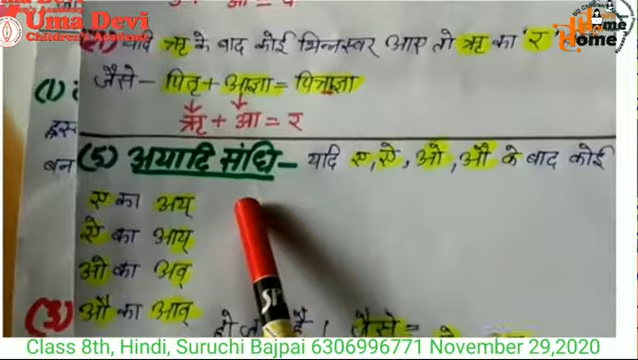 Uma Devi
Children's Academy
Home
यदि ऋ के बाद कोई भिन्नस्वर आए तो ऋ का 'र'
जैसे- पितृ + आज्ञा = पित्राज्ञा
ऋ + आ = र
(5) अयादि संधि - यदि ए, ऐ, ओ, औ के बाद कोई
ए का अय्
ऐ का आय्
ओ का अव्
औ का आव्
जैसे =
Class 8th, Hindi, Suruchi Bajpai 6306996771 November 29,2020